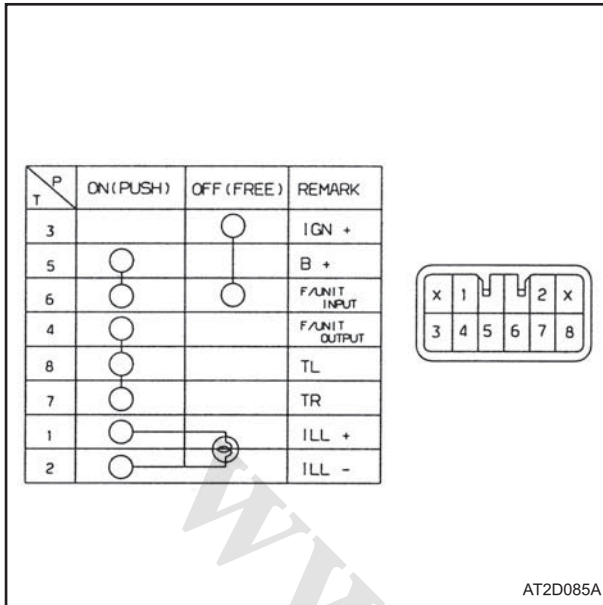 P
T ON(PUSH) OFF(FREE) REMARK
3 IGN +
5 B +
6 F/UNIT INPUT
4 F/UNIT OUTPUT
8 TL
7 TR
1 ILL +
2 ILL -
X 1 2 X
3 4 5 6 7 8
AT2D085A